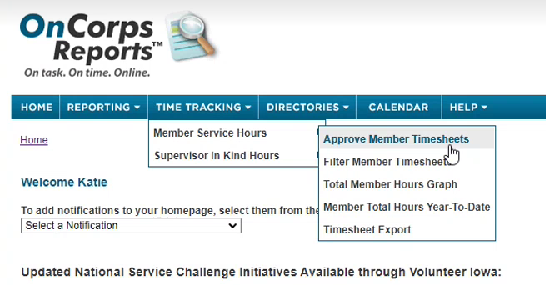 OnCorps
Reports™
On task. On time. Online.
HOME REPORTING TIME TRACKING DIRECTORIES CALENDAR HELP
Home
Member Service Hours
Supervisor In Kind Hours
Approve Member Timesheets
Filter Member Timesheets
Total Member Hours Graph
Member Total Hours Year-To-Date
Timesheet Export
Welcome Katie
To add notifications to your homepage, select them from the
Select a Notification
Updated National Service Challenge Initiatives Available through Volunteer Iowa: